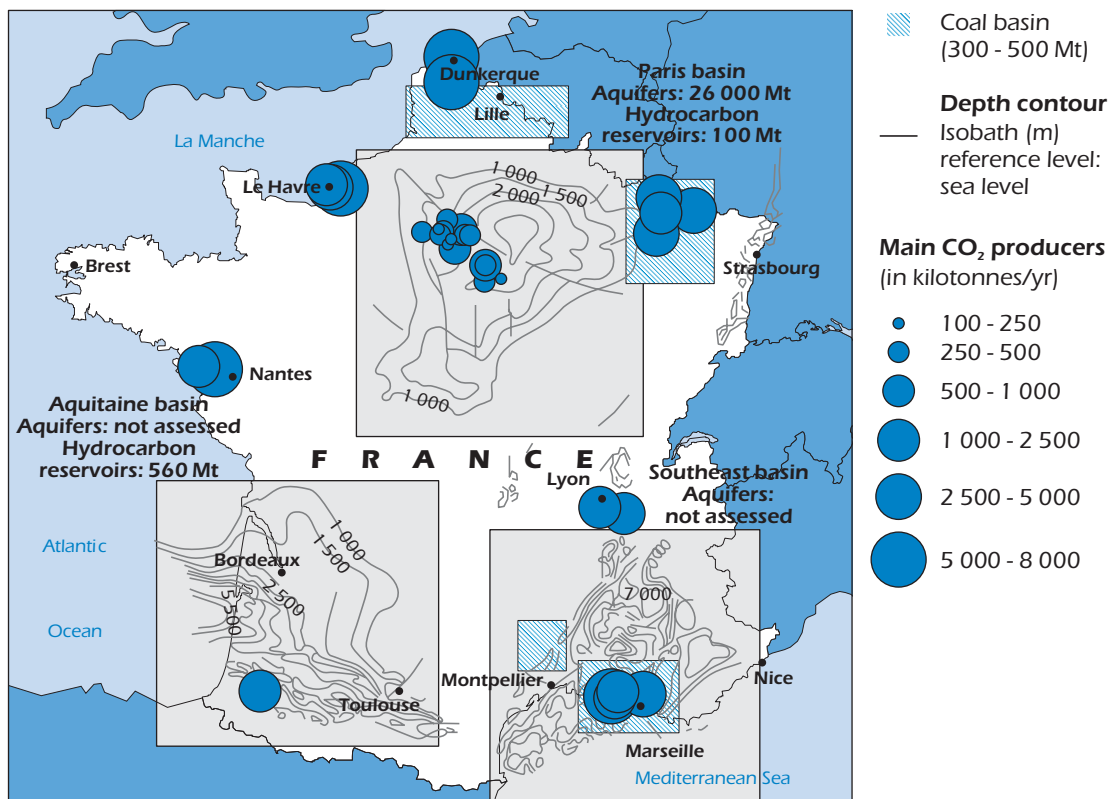 Dunkerque
Lille
Paris basin
Aquifers: 26 000 Mt
Hydrocarbon
reservoirs: 100 Mt
La Manche
Le Havre
1 000
1 500
2 000
Brest
Strasbourg
Nantes
1 000
Aquitaine basin
Aquifers: not assessed
Hydrocarbon
reservoirs: 560 Mt
FRANCE
Lyon
Southeast basin
Aquifers:
not assessed
Atlantic
Ocean
Bordeaux
1 000
1 500
2 500
5 500
Toulouse
7 000
Montpellier
Nice
Marseille
Mediterranean Sea
Coal basin
(300 - 500 Mt)
Depth contour
Isobath (m)
reference level:
sea level
Main CO₂ producers
(in kilotonnes/yr)
100 - 250
250 - 500
500 - 1 000
1 000 - 2 500
2 500 - 5 000
5 000 - 8 000